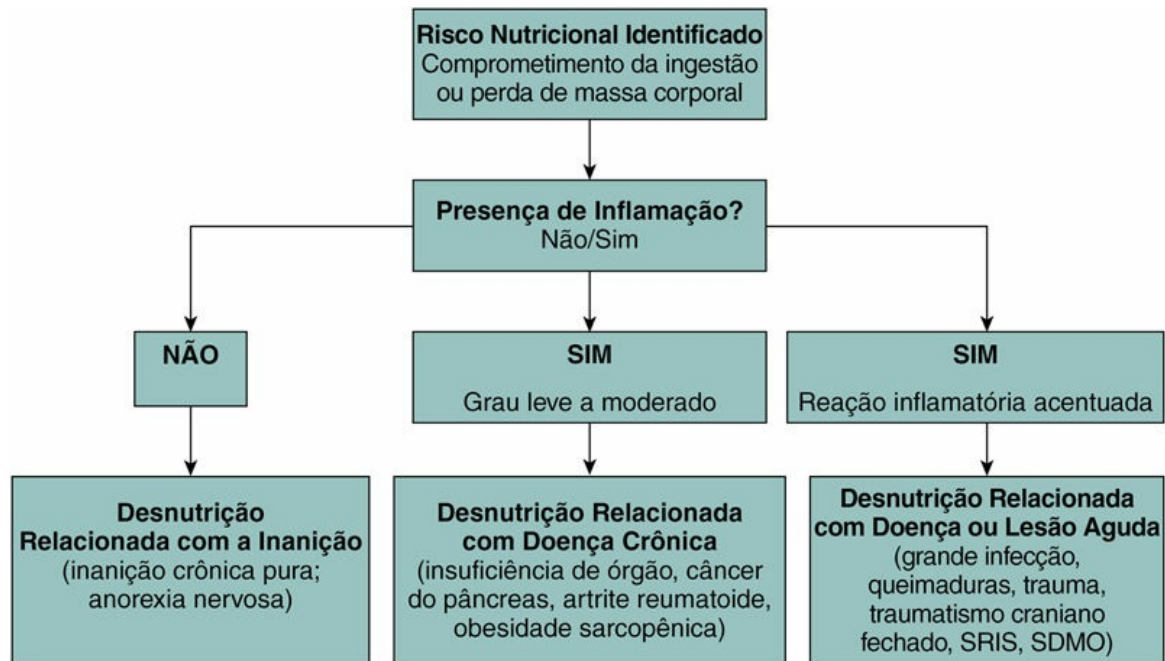 Risco Nutricional Identificado
Comprometimento da ingestão
ou perda de massa corporal
Presença de Inflamação?
Não/Sim
NÃO
SIM
Grau leve a moderado
SIM
Reação inflamatória acentuada
Desnutrição
Relacionada com a Inanição
(inanição crônica pura;
anorexia nervosa)
Desnutrição Relacionada
com Doença Crônica
(insuficiência de órgão, câncer
do pâncreas, artrite reumatoide,
obesidade sarcopênica)
Desnutrição Relacionada
com Doença ou Lesão Aguda
(grande infecção,
queimaduras, trauma,
traumatismo craniano
fechado, SRIS, SDMO)